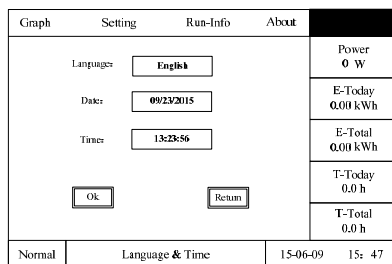 Graph Setting Run-Info About
Language: English
Date: 09/23/2015
Time: 13:23:56
Ok Return
Power
0 W
E-Today
0.00 kWh
E-Total
0.00 kWh
T-Today
0.0 h
T-Total
0.0 h
Normal Language & Time 15-06-09 15: 47